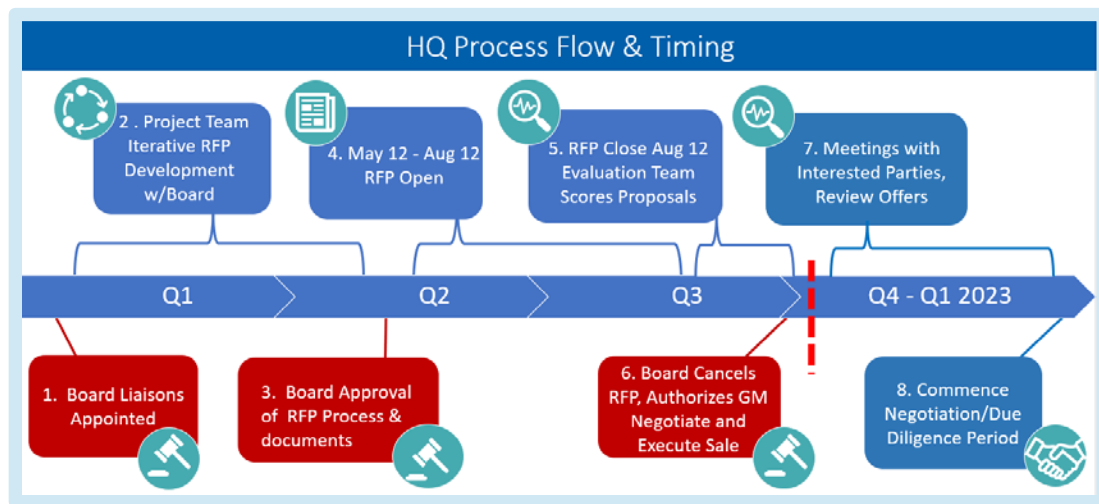 HQ Process Flow & Timing
2 . Project Team
Iterative RFP
Development
w/Board
4. May 12 - Aug 12
RFP Open
5. RFP Close Aug 12
Evaluation Team
Scores Proposals
7. Meetings with
Interested Parties,
Review Offers
Q1
Q2
Q3
Q4 - Q1 2023
1. Board Liaisons
Appointed
3. Board Approval
of RFP Process &
documents
6. Board Cancels
RFP, Authorizes GM
Negotiate and
Execute Sale
8. Commence
Negotiation/Due
Diligence Period